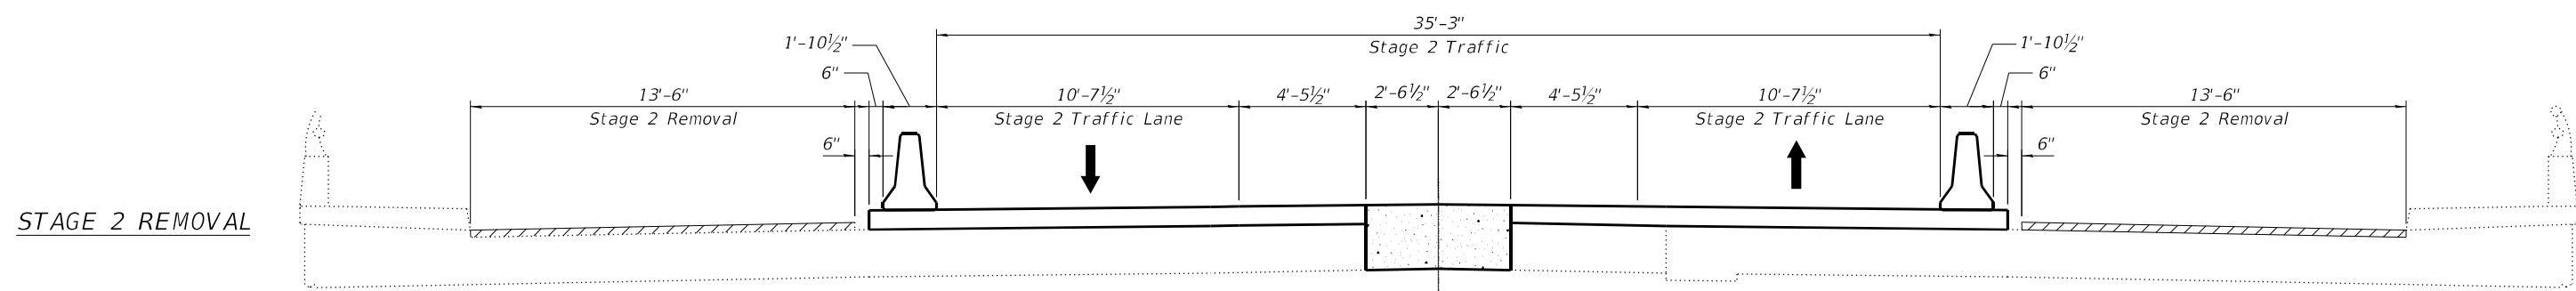 35'-3"
Stage 2 Traffic
1'-10½"
1'-10½"
6"
6"
13'-6"
10'-7½"
4'-5½"
2'-6½"
2'-6½"
4'-5½"
10'-7½"
13'-6"
Stage 2 Removal
Stage 2 Traffic Lane
Stage 2 Traffic Lane
Stage 2 Removal
6"
6"
STAGE 2 REMOVAL